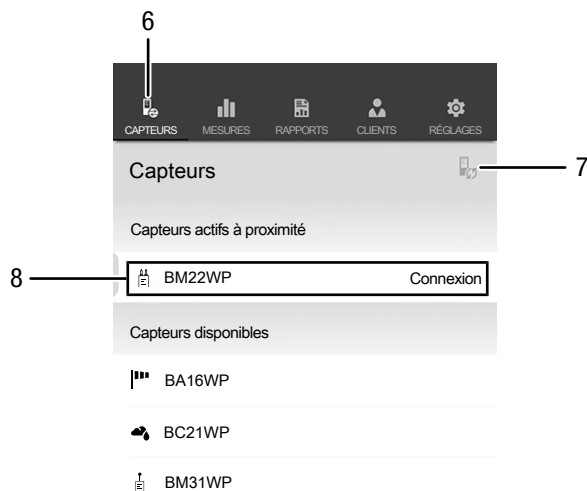 6
CAPTEURS MESURES RAPPORTS CLIENTS RÉGLAGES
Capteurs
7
Capteurs actifs à proximité
8
BM22WP Connexion
Capteurs disponibles
BA16WP
BC21WP
BM31WP